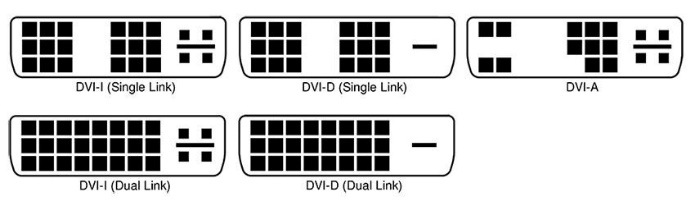 DVI-I (Single Link)
DVI-D (Single Link)
DVI-A
DVI-I (Dual Link)
DVI-D (Dual Link)